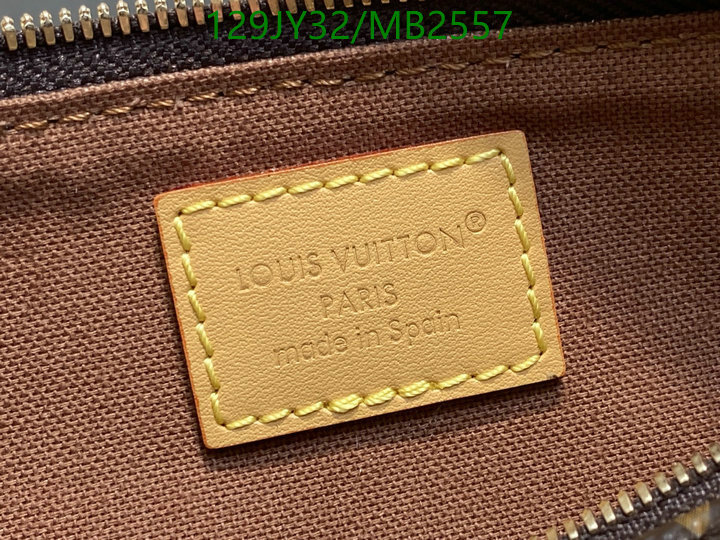 129JY32/MB2557
LOUIS VUITTON®
PARIS
made in Spain